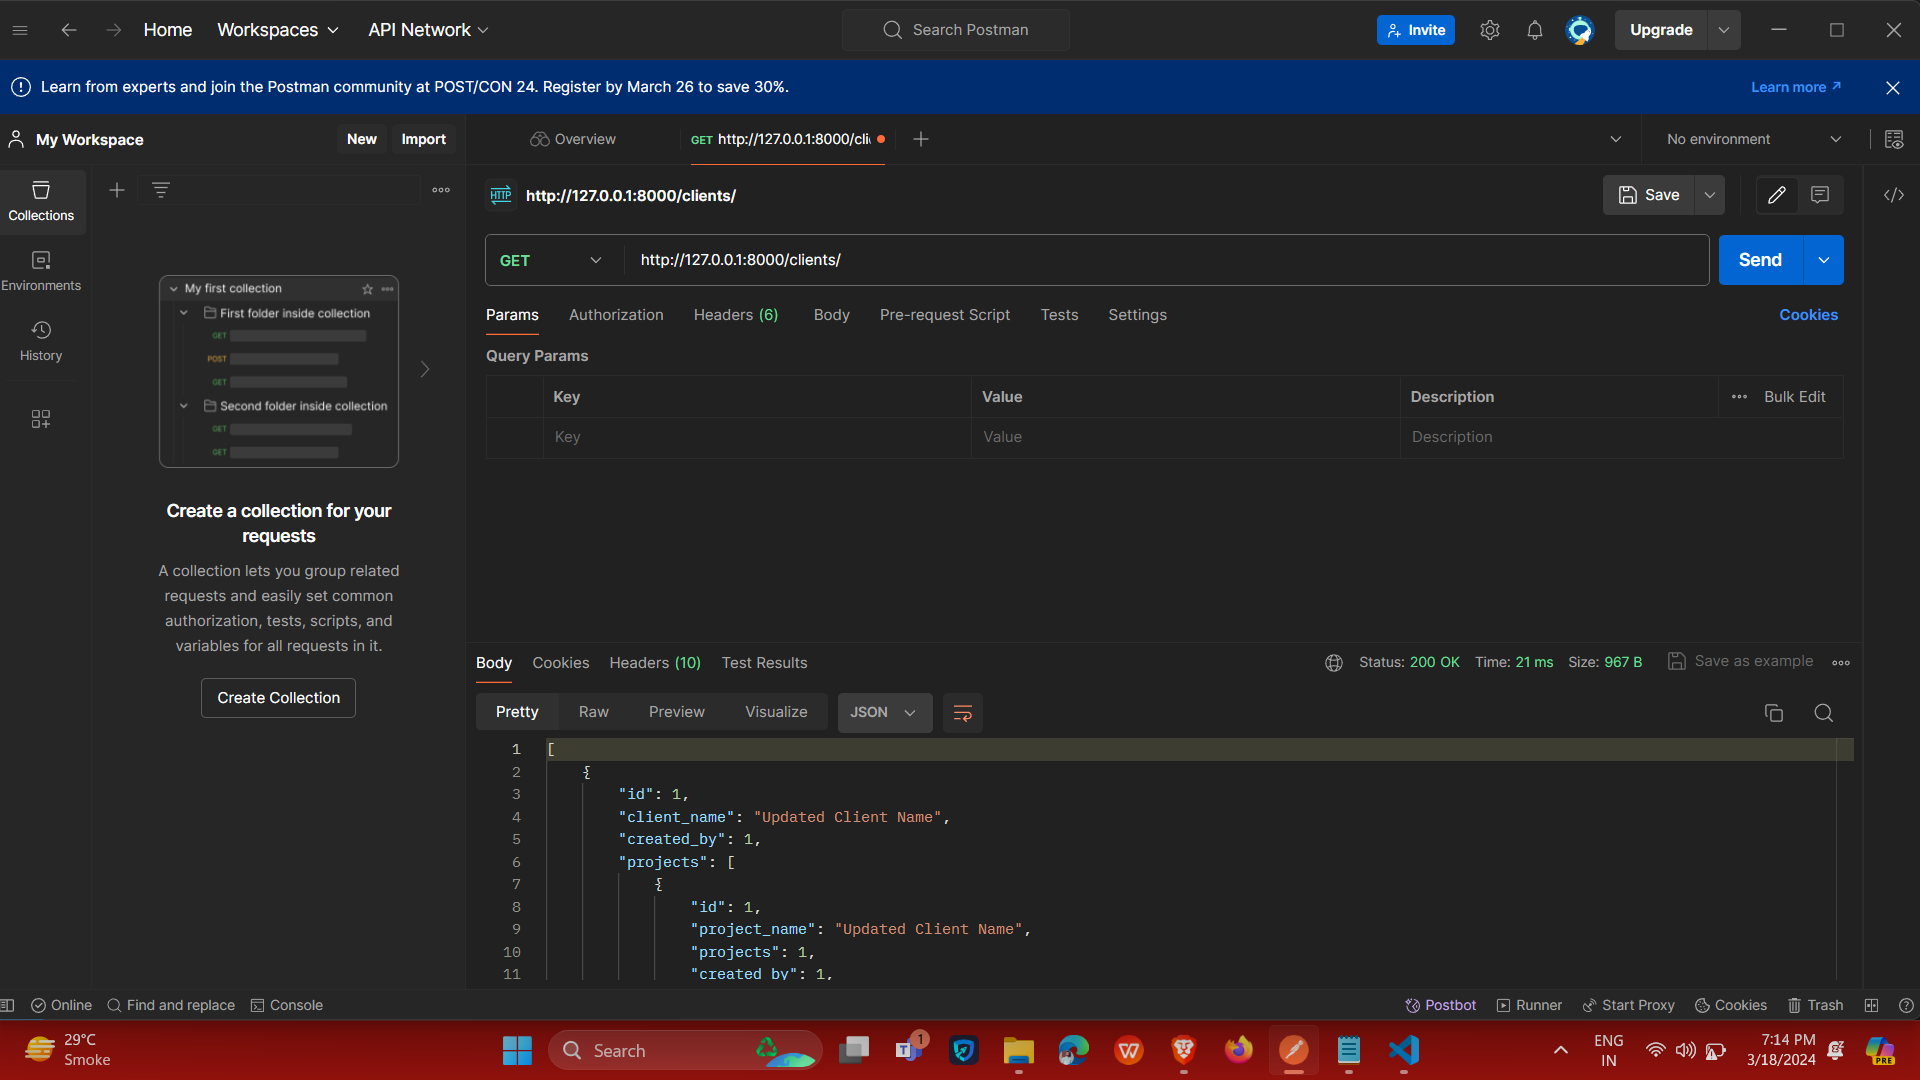 Home Workspaces API Network Search Postman Invite Upgrade
Learn from experts and join the Postman community at POST/CON 24. Register by March 26 to save 30%. Learn more ↗
My Workspace New Import Overview GET http://127.0.0.1:8000/cli No environment
Collections
Environments
History
My first collection
First folder inside collection
GET
POST
GET
Second folder inside collection
GET
GET
Create a collection for your
requests
A collection lets you group related
requests and easily set common
authorization, tests, scripts, and
variables for all requests in it.
Create Collection
HTTP http://127.0.0.1:8000/clients/ Save </>
GET http://127.0.0.1:8000/clients/ Send
Params Authorization Headers (6) Body Pre-request Script Tests Settings Cookies
Query Params
Key Value Description Bulk Edit
Key Value Description
Body Cookies Headers (10) Test Results Status: 200 OK Time: 21 ms Size: 967 B Save as example
Pretty Raw Preview Visualize JSON
1 [
2 {
3 "id": 1,
4 "client_name": "Updated Client Name",
5 "created_by": 1,
6 "projects": [
7 {
8 "id": 1,
9 "project_name": "Updated Client Name",
10 "projects": 1,
11 "created by": 1,
Online Find and replace Console Postbot Runner Start Proxy Cookies Trash
29°C
Smoke
Search
1
ENG
IN
7:14 PM
3/18/2024
PRE